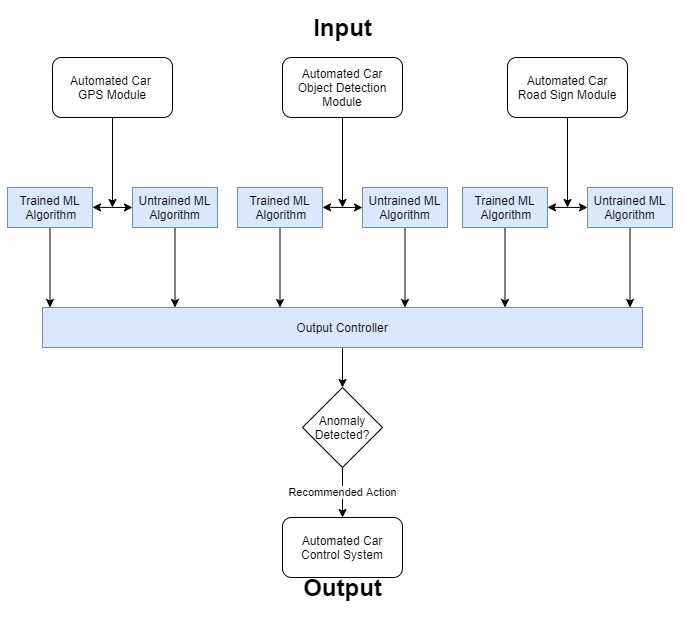 Input
Automated Car
GPS Module
Automated Car
Object Detection
Module
Automated Car
Road Sign Module
Trained ML
Algorithm
Untrained ML
Algorithm
Trained ML
Algorithm
Untrained ML
Algorithm
Trained ML
Algorithm
Untrained ML
Algorithm
Output Controller
Anomaly
Detected?
Recommended Action
Automated Car
Control System
Output